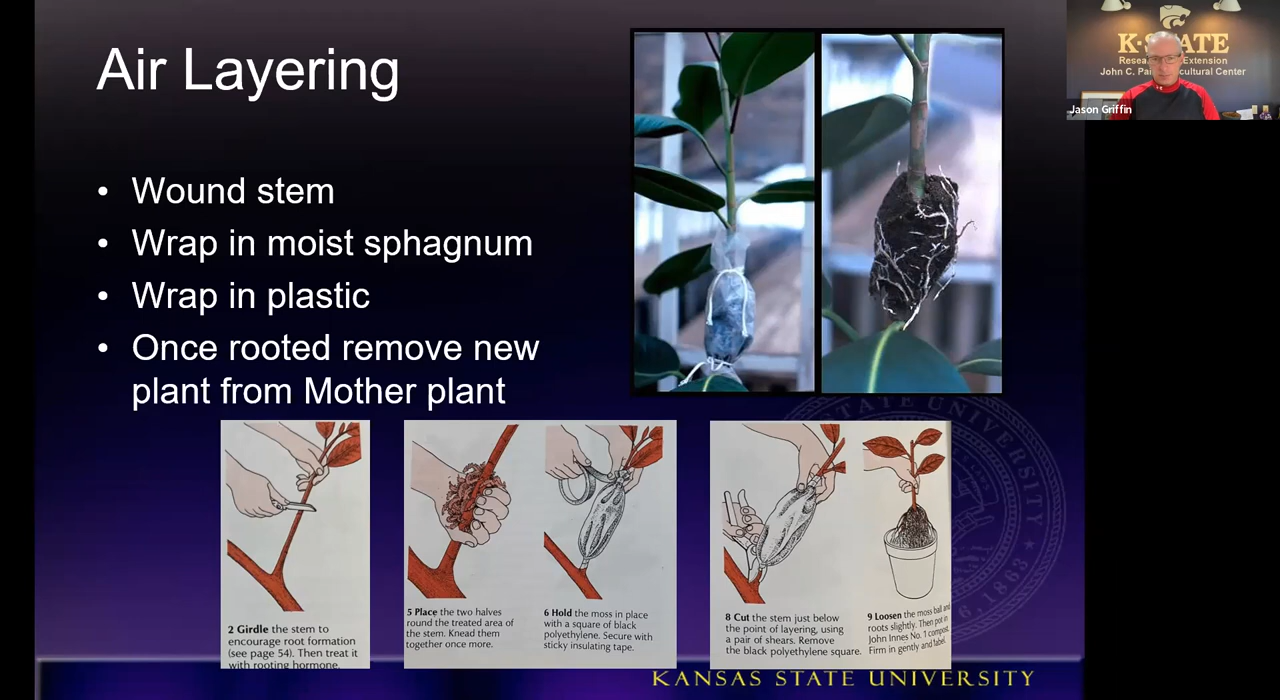 Air Layering
• Wound stem
• Wrap in moist sphagnum
• Wrap in plastic
• Once rooted remove new
plant from Mother plant
2 Girdle the stem to
encourage root formation
(see page 54). Then treat it
with rooting hormone.
5 Place the two halves
round the treated area of
the stem. Knead them
together once more.
6 Hold the moss in place
with a square of black
polyethylene. Secure with
sticky insulating tape.
8 Cut the stem just below
the point of layering, using
a pair of shears. Remove
the black polyethylene square.
9 Loosen the moss ball and
roots slightly. Then pot in
John Innes No. 1 compost.
Firm in gently and label.
STATE UNIVERSITY
6, 1863 ★
KANSAS STATE UNIVERSITY
K-STATE
Extension
John C.
Center
Jason Griffin